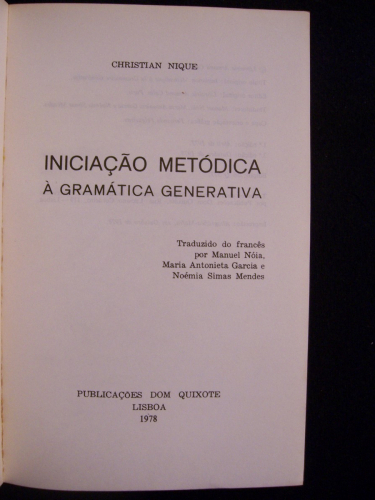 CHRISTIAN NIQUE
INICIAÇÃO METÓDICA
À GRAMÁTICA GENERATIVA
Traduzido do francês
por Manuel Nóia,
Maria Antonieta Garcia e
Noémia Simas Mendes
PUBLICAÇÕES DOM QUIXOTE
LISBOA
1978